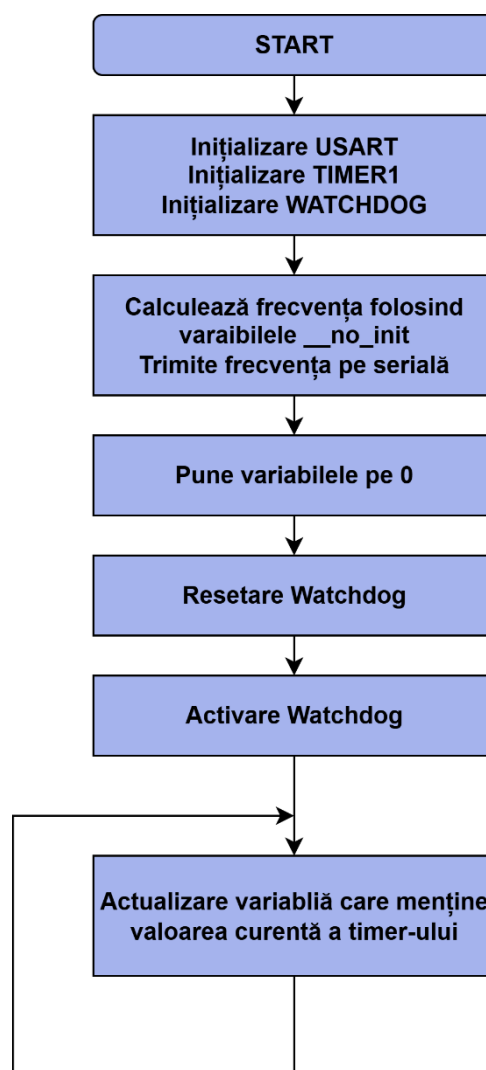 START
Inițializare USART
Inițializare TIMER1
Inițializare WATCHDOG
Calculează frecvența folosind
varaibilele __no_init
Trimite frecvența pe serială
Pune variabilele pe 0
Resetare Watchdog
Activare Watchdog
Actualizare variabliă care menține
valoarea curentă a timer-ului